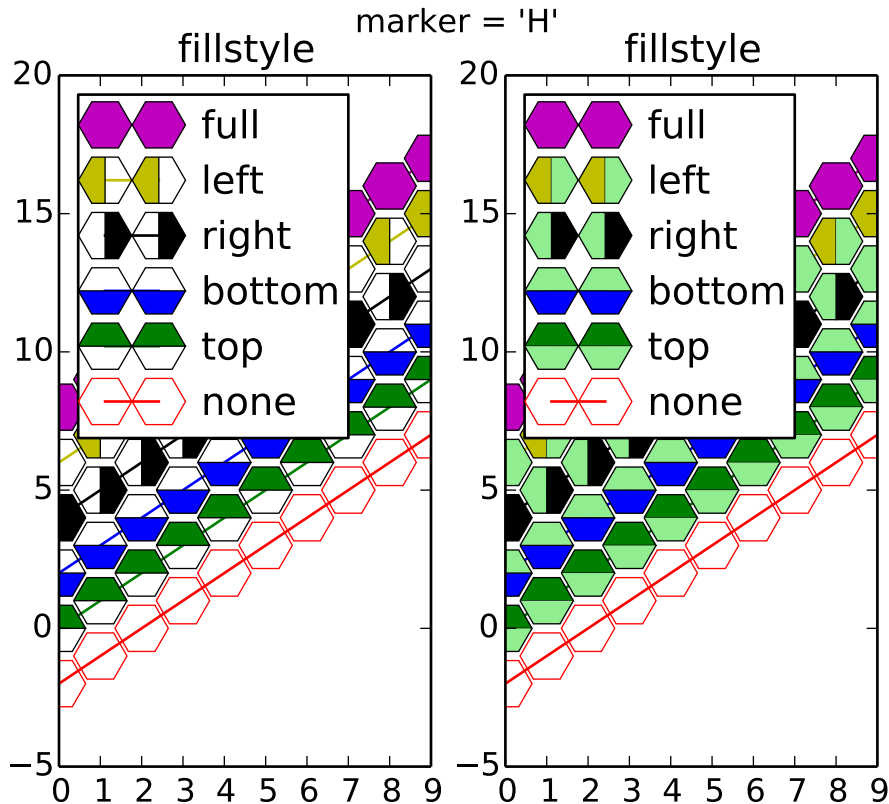 marker = 'H'
fillstyle
20
15
10
5
0
−5
0 1 2 3 4 5 6 7 8 9
full
left
right
bottom
top
none
fillstyle
20
15
10
5
0
−5
0 1 2 3 4 5 6 7 8 9
full
left
right
bottom
top
none